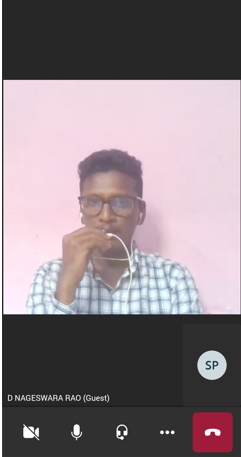 SP
D NAGESWARA RAO (Guest)